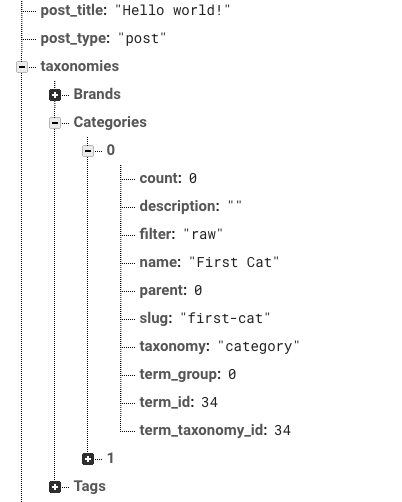 post_title: "Hello world!"
post_type: "post"
taxonomies
Brands
Categories
0
count: 0
description: ""
filter: "raw"
name: "First Cat"
parent: 0
slug: "first-cat"
taxonomy: "category"
term_group: 0
term_id: 34
term_taxonomy_id: 34
1
Tags